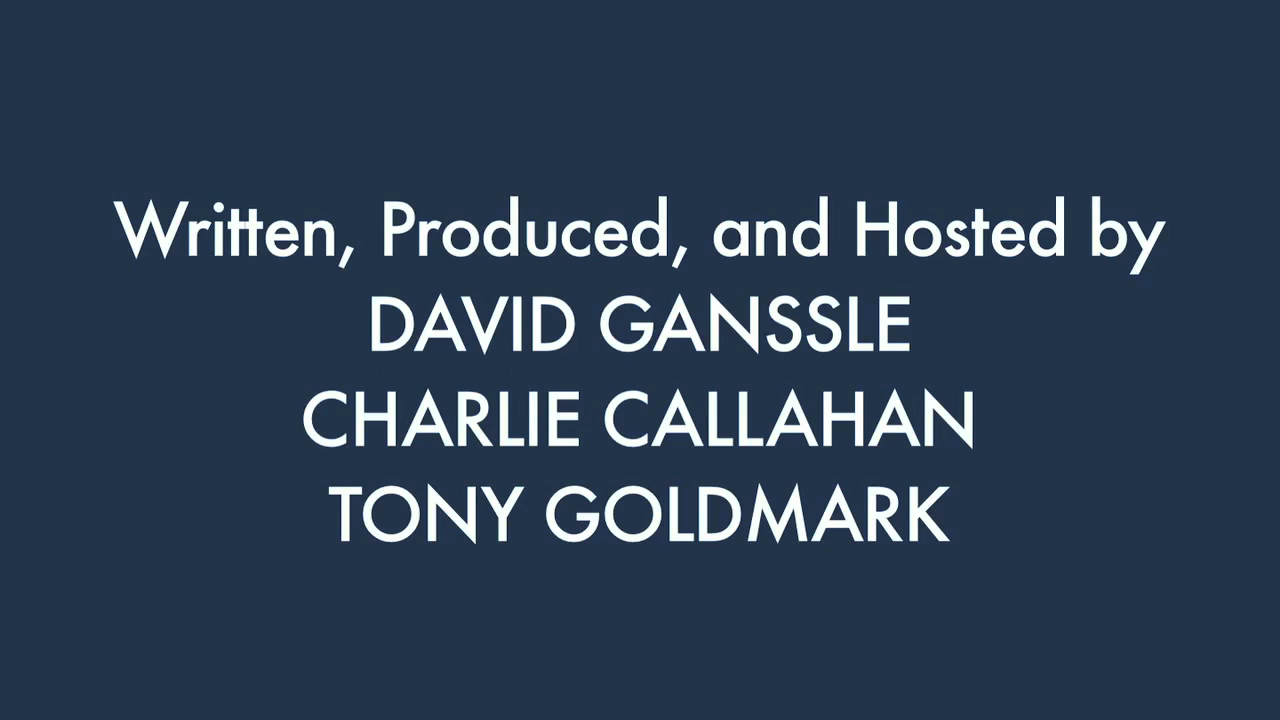 Written, Produced, and Hosted by
DAVID GANSSLE
CHARLIE CALLAHAN
TONY GOLDMARK